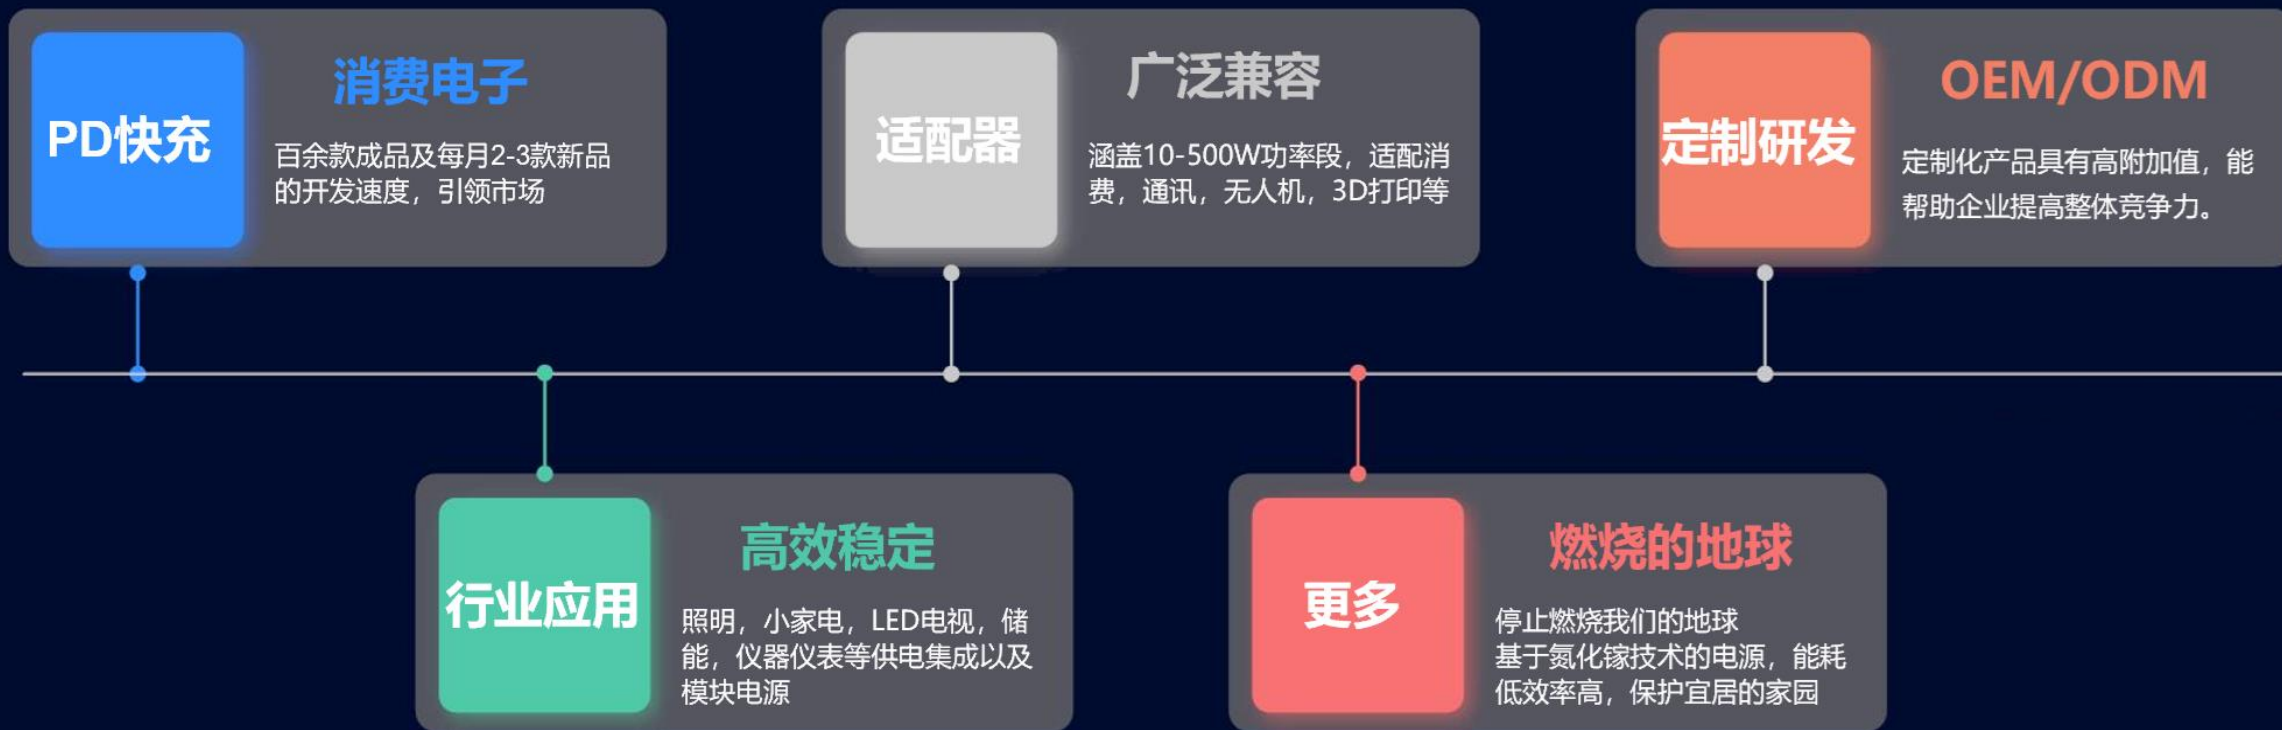 PD快充
消费电子
百余款成品及每月2-3款新品
的开发速度，引领市场
适配器
广泛兼容
涵盖10-500W功率段，适配消
费，通讯，无人机，3D打印等
定制研发
OEM/ODM
定制化产品具有高附加值，能
帮助企业提高整体竞争力。
行业应用
高效稳定
照明，小家电，LED电视，储
能，仪器仪表等供电集成以及
模块电源
更多
燃烧的地球
停止燃烧我们的地球
基于氮化镓技术的电源，能耗
低效率高，保护宜居的家园